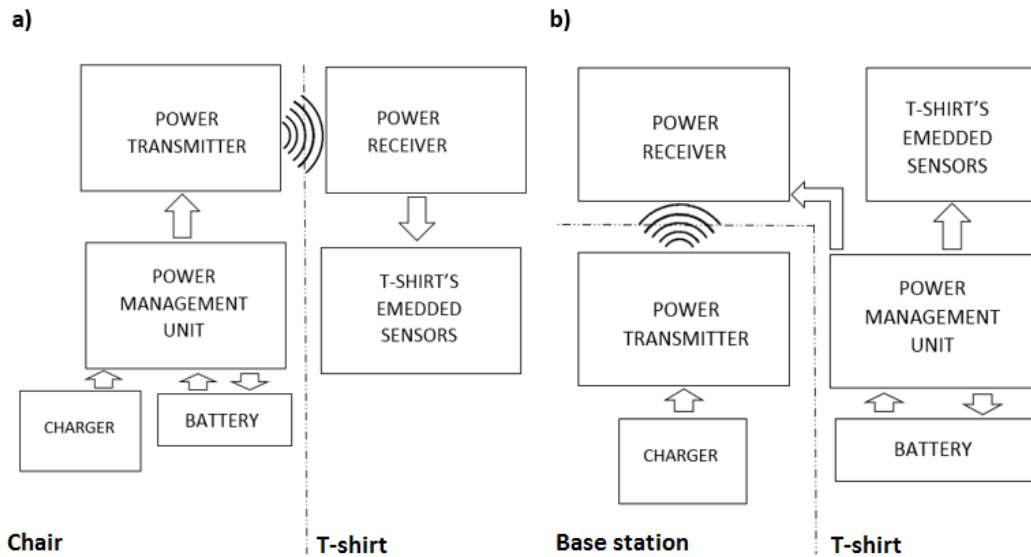 a)
POWER
TRANSMITTER
POWER
RECEIVER
POWER
MANAGEMENT
UNIT
T-SHIRT'S
EMEDDED
SENSORS
CHARGER
BATTERY
Chair
T-shirt
b)
POWER
RECEIVER
T-SHIRT'S
EMEDDED
SENSORS
POWER
TRANSMITTER
POWER
MANAGEMENT
UNIT
CHARGER
BATTERY
Base station
T-shirt